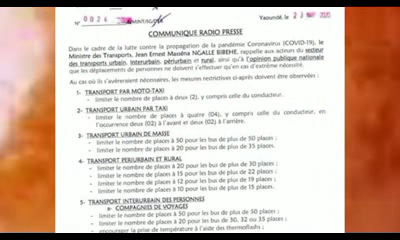 N° 0024
Yaoundé, le 23 MAR 2020
COMMUNIQUE RADIO PRESSE
Dans le cadre de la lutte contre la propagation de la pandémie Coronavirus (COVID-19), le
Ministre des Transports, Jean Ernest Masséna NGALLE BIBEHE, rappelle aux acteurs du secteur
des transports urbain, interurbain, périurbain et rural, ainsi qu'à l'opinion publique nationale
que les déplacements de personnes ne doivent s'effectuer qu'en cas d'extrême nécessité.
Au cas où ils s'avèreraient nécessaires, les mesures restrictives ci-après doivent être observées :
1- TRANSPORT PAR MOTO-TAXI
- limiter le nombre de places à deux (2), y compris celui du conducteur.
2- TRANSPORT URBAIN PAR TAXI
- limiter le nombre de places à quatre (04), y compris celui du conducteur, en
l'occurence deux (02) à l'avant et deux (02) à l'arrière.
3- TRANSPORT URBAIN DE MASSE
- limiter le nombre de places à 50 pour les bus de plus de 50 places ;
- limiter le nombre de places à 20 pour les bus de plus de 35 places.
4- TRANSPORT PERIURBAIN ET RURAL
- limiter le nombre de places à 20 pour les bus de plus de 30 places ;
- limiter le nombre de places à 15 pour les bus de plus de 22 places ;
- limiter le nombre de places à 12 pour les bus de plus de 19 places ;
- limiter le nombre de places à 10 pour les bus de plus de 15 places.
5- TRANSPORT INTERURBAIN DES PERSONNES
a- COMPAGNIES DE VOYAGES
- limiter le nombre de places à 50 pour les bus de plus de 50 places ;
- limiter le nombre de places à 20 pour les bus de 30, 32 ou 35 places ;
- encourager la prise de température à l'aide des thermoflashs ;